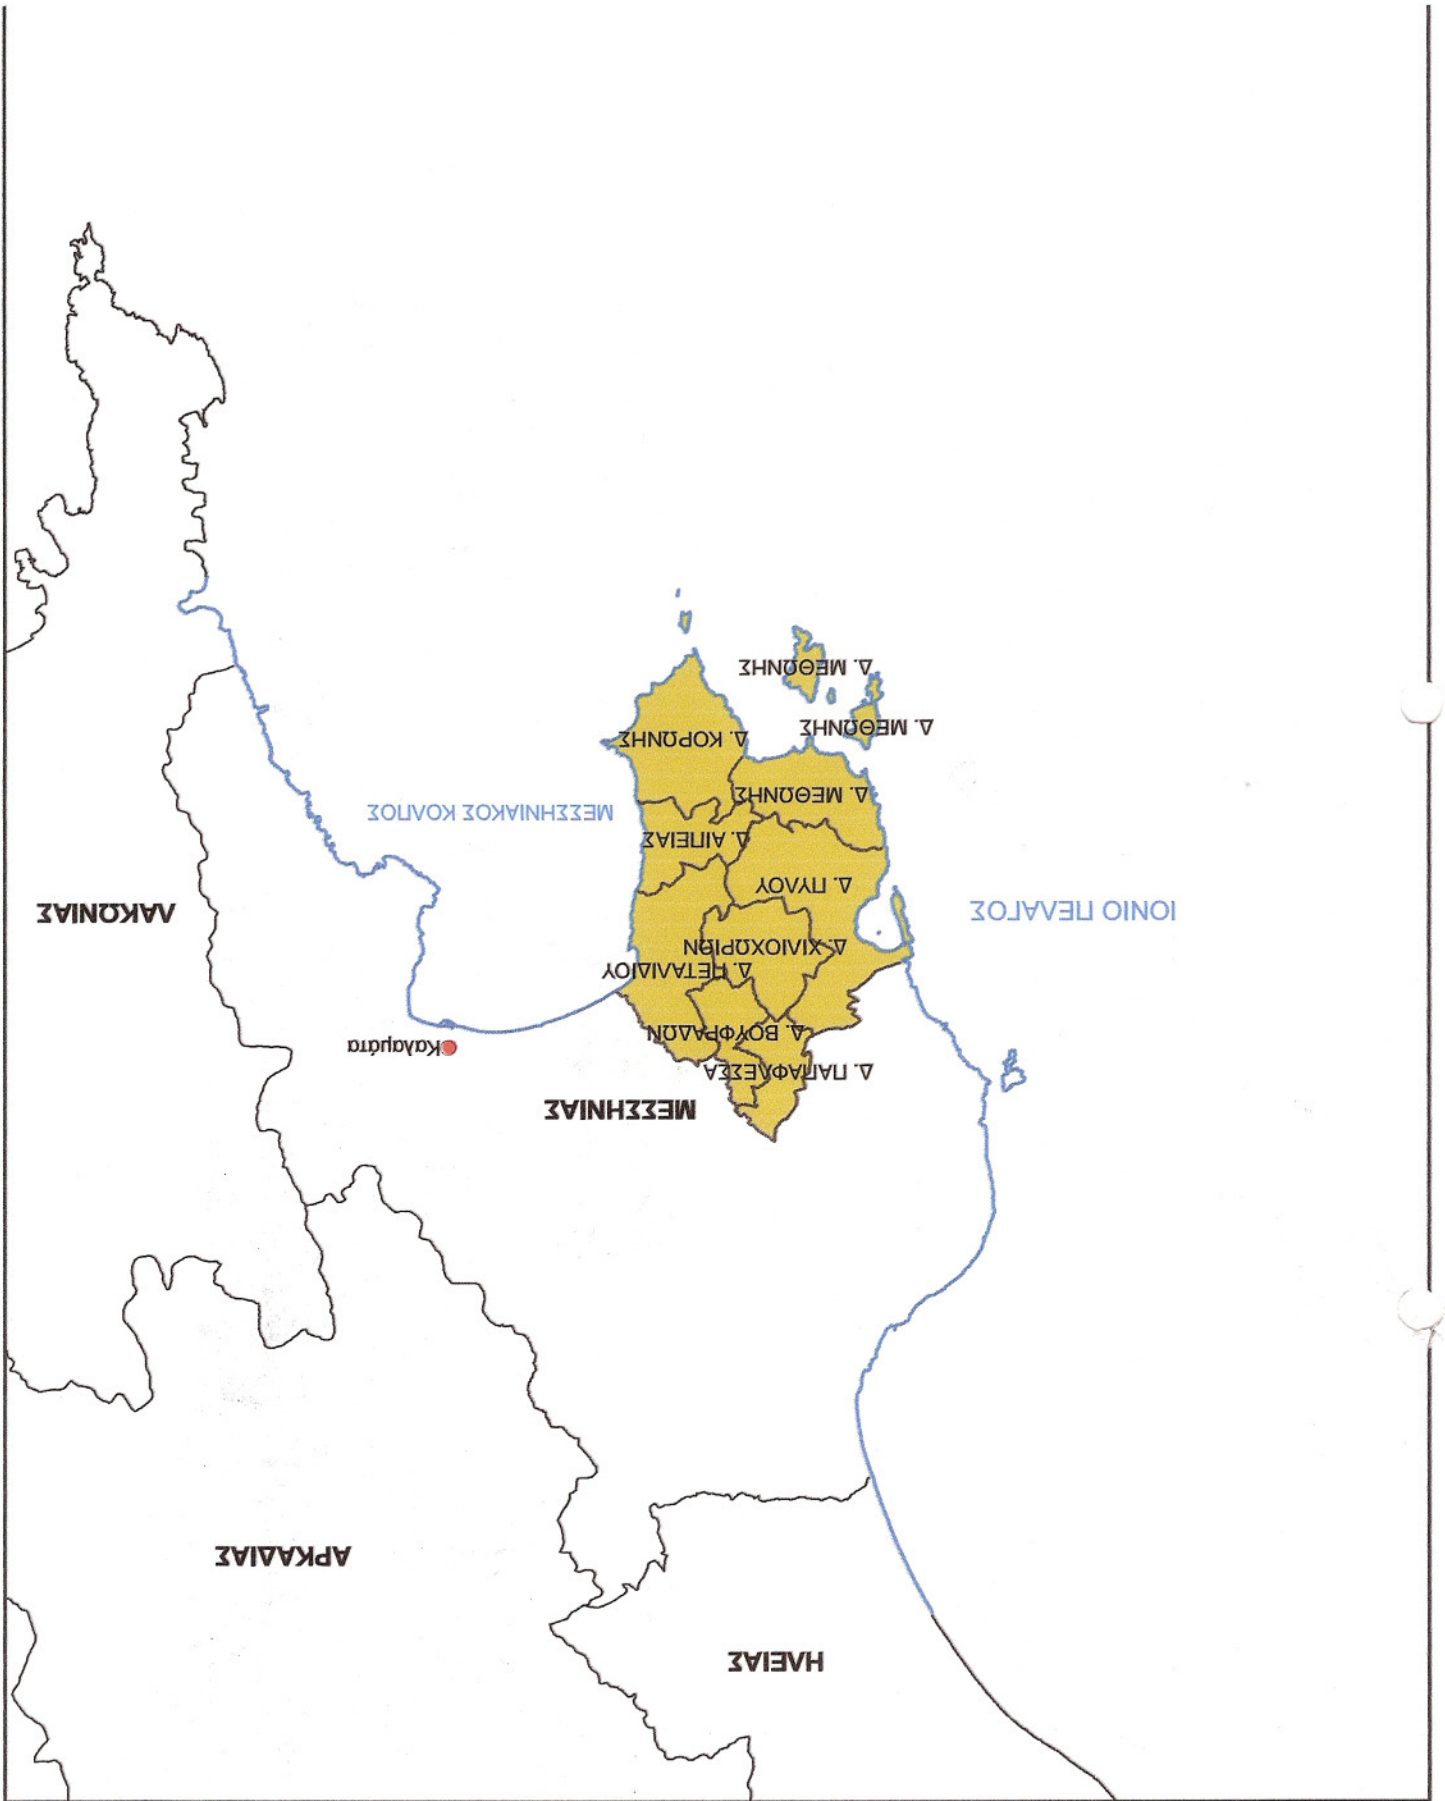 ΗΛΕΙΑΣ
ΑΡΚΑΔΙΑΣ
ΜΕΣΣΗΝΙΑΣ
Δ. ΠΑΠΑΦΛΕΣΣΑ
Καλαμάτα
Δ. ΒΟΥΦΡΑΔΩΝ
Δ. ΠΕΤΑΛΙΔΙΟΥ
Δ. ΧΙΛΙΟΧΩΡΙΩΝ
ΙΟΝΙΟ ΠΕΛΑΓΟΣ
ΛΑΚΩΝΙΑΣ
Δ. ΠΥΛΟΥ
Δ. ΑΙΠΕΙΑΣ
ΜΕΣΣΗΝΙΑΚΟΣ ΚΟΛΠΟΣ
Δ. ΜΕΘΩΝΗΣ
Δ. ΚΟΡΩΝΗΣ
Δ. ΜΕΘΩΝΗΣ
Δ. ΜΕΘΩΝΗΣ